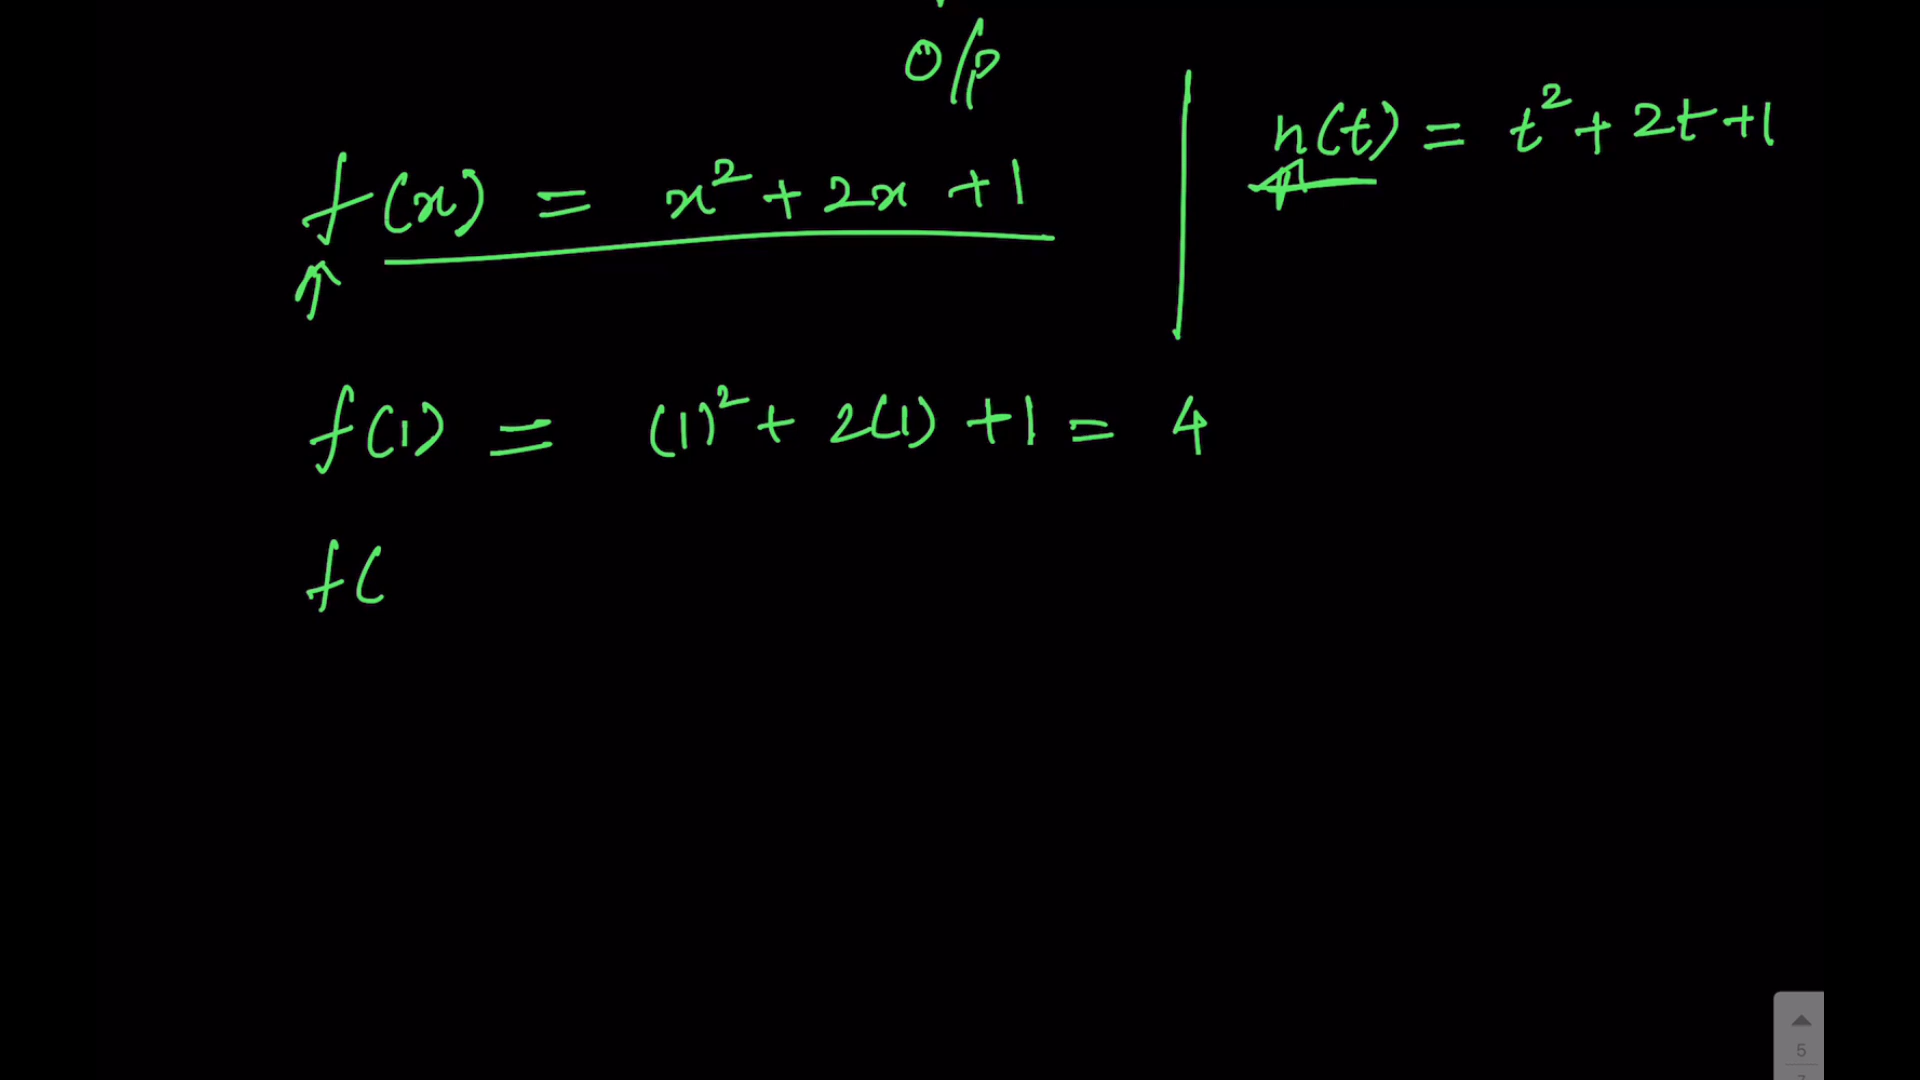 O/p
f(x) = x² + 2x + 1
h(t) = t² + 2t + 1
f(1) = (1)² + 2(1) + 1 = 4
f(
5